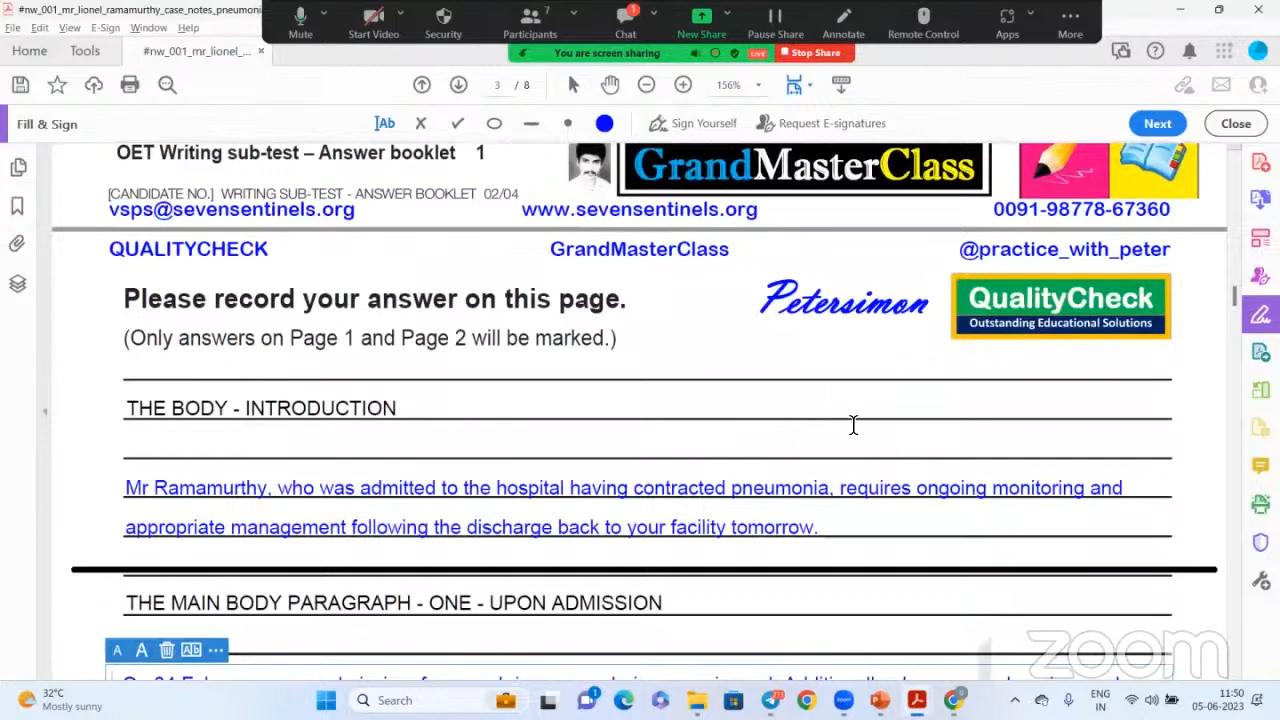 #nw_001_mr_lionel_ramamurthy_case_notes_pneumoni
File Edit View E-Sign Window Help
Home Tools #nw_001_mr_lionel_... ×
Mute Start Video Security Participants 7 Chat 1 New Share Pause Share Annotate Remote Control Apps More
You are screen sharing LIVE Stop Share
3 / 8 156%
Fill & Sign Ab Sign Yourself Request E-signatures Next Close
OET Writing sub-test – Answer booklet 1
GrandMasterClass
[CANDIDATE NO.] WRITING SUB-TEST - ANSWER BOOKLET 02/04
vsps@sevensentinels.org www.sevensentinels.org 0091-98778-67360
QUALITYCHECK GrandMasterClass @practice_with_peter
Please record your answer on this page. Petersimon QualityCheck
Outstanding Educational Solutions
(Only answers on Page 1 and Page 2 will be marked.)
THE BODY - INTRODUCTION
Mr Ramamurthy, who was admitted to the hospital having contracted pneumonia, requires ongoing monitoring and
appropriate management following the discharge back to your facility tomorrow.
THE MAIN BODY PARAGRAPH - ONE - UPON ADMISSION
A A Ab ...
zoom
32°C
Mostly sunny
Search
ENG
IN
11:50
05-06-2023